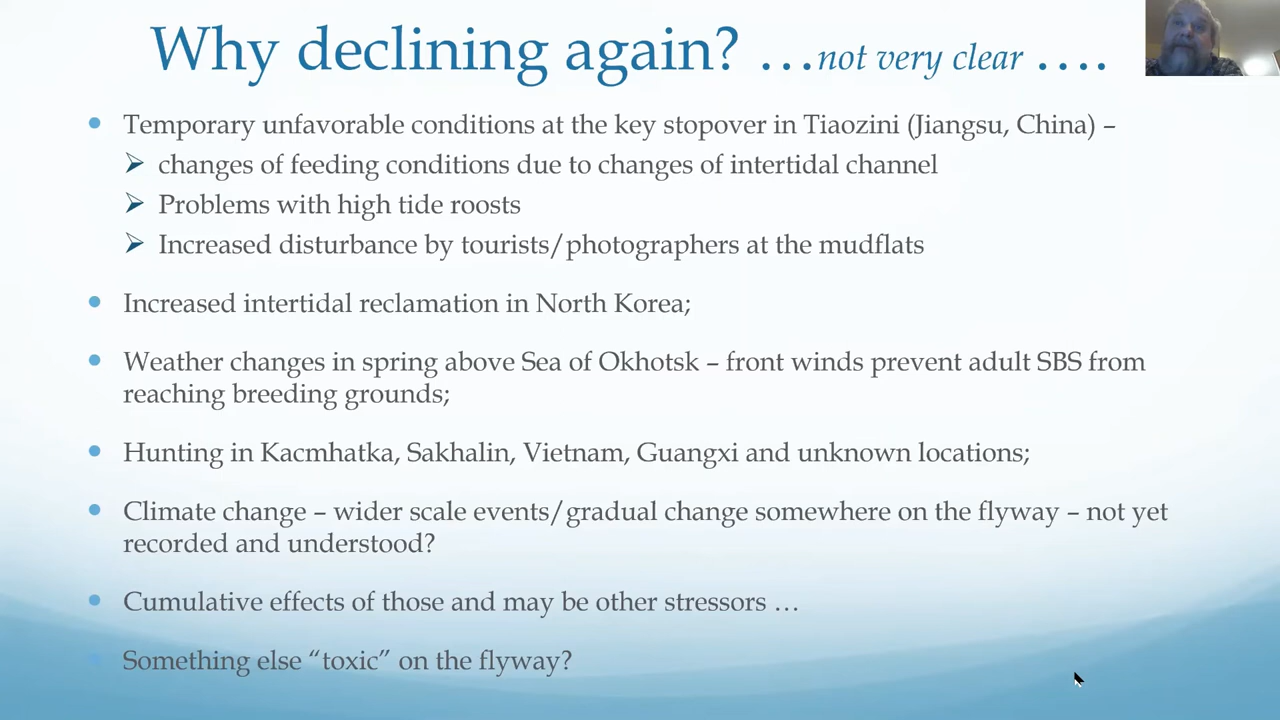 Why declining again? …not very clear ….
• Temporary unfavorable conditions at the key stopover in Tiaozini (Jiangsu, China) –
➢ changes of feeding conditions due to changes of intertidal channel
➢ Problems with high tide roosts
➢ Increased disturbance by tourists/photographers at the mudflats
• Increased intertidal reclamation in North Korea;
• Weather changes in spring above Sea of Okhotsk – front winds prevent adult SBS from
reaching breeding grounds;
• Hunting in Kacmhatka, Sakhalin, Vietnam, Guangxi and unknown locations;
• Climate change – wider scale events/gradual change somewhere on the flyway – not yet
recorded and understood?
• Cumulative effects of those and may be other stressors …
• Something else “toxic” on the flyway?